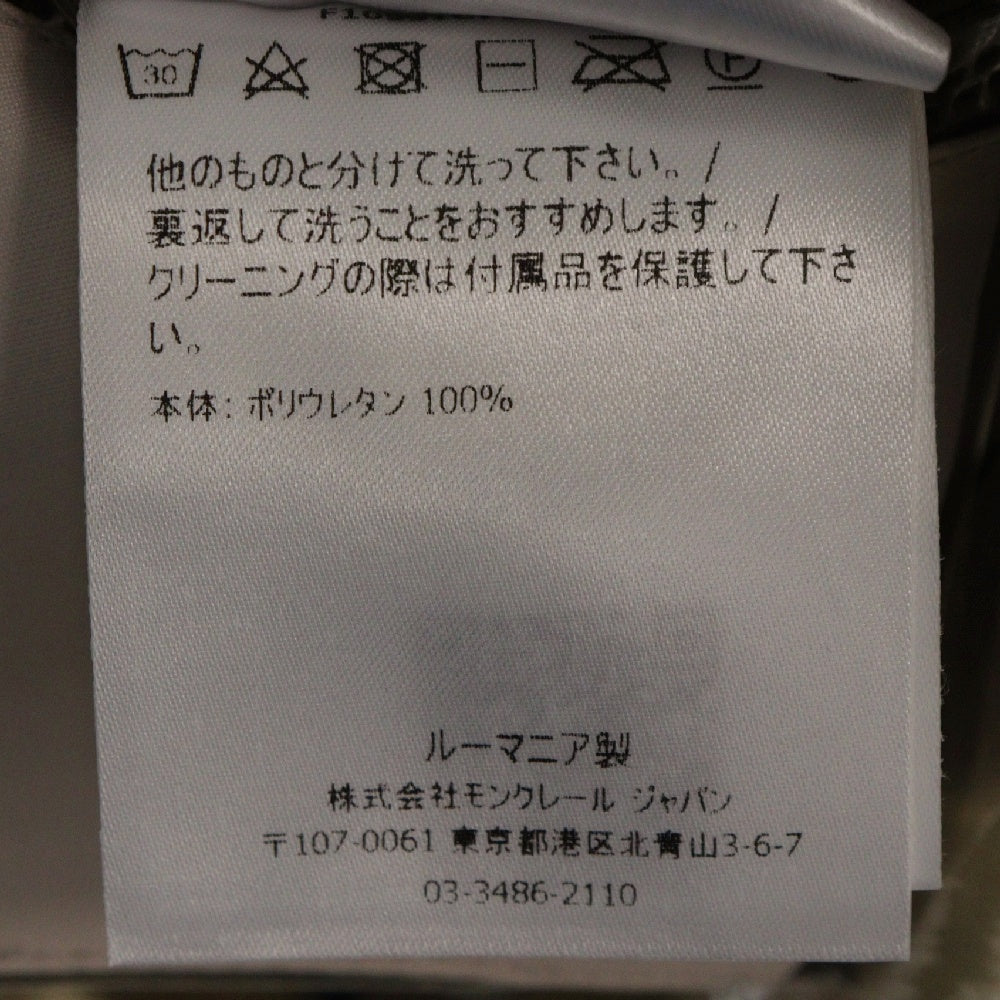 30
P
他のものと分けて洗って下さい。/
裏返して洗うことをおすすめします。/
クリーニングの際は付属品を保護して下さ
い。
本体: ポリウレタン 100%
ルーマニア製
株式会社モンクレール ジャパン
〒107-0061 東京都港区北青山3-6-7
03-3486-2110